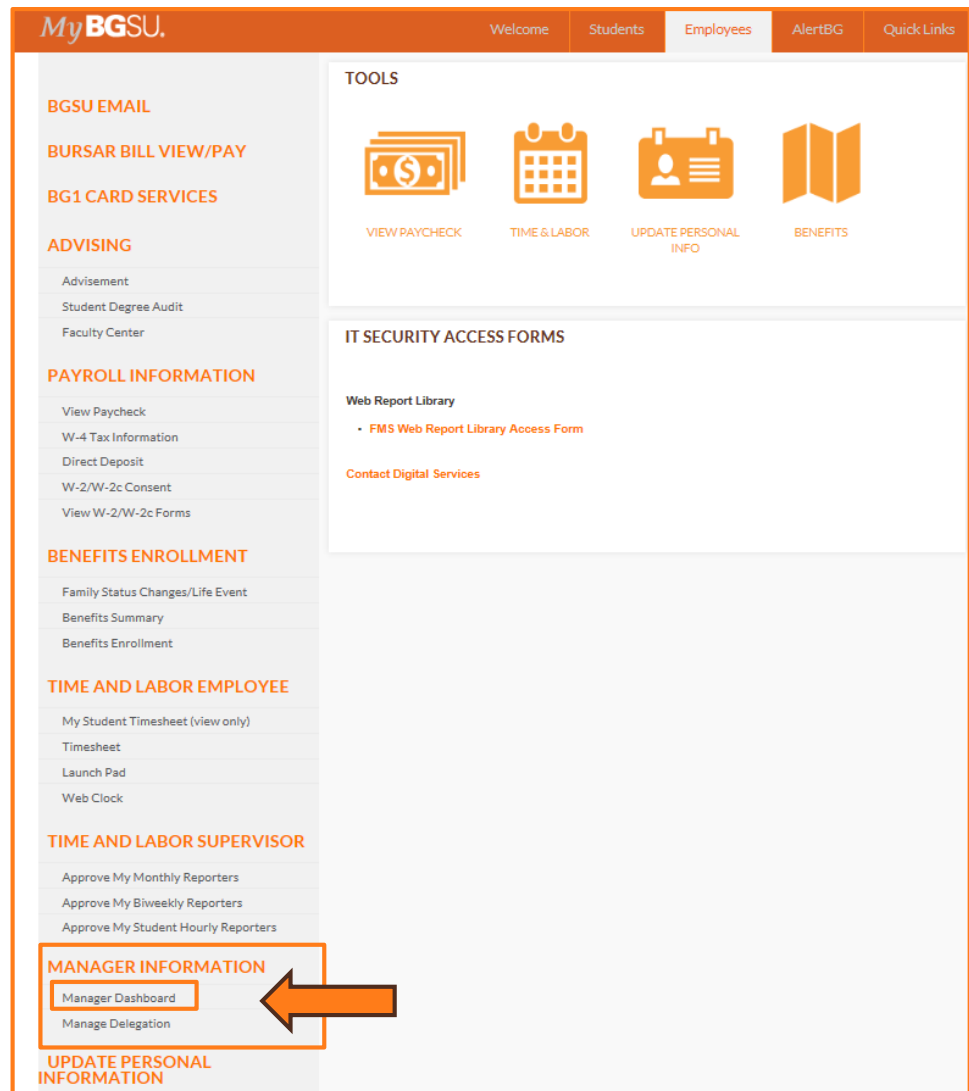 My BGSU.
Welcome
Students
Employees
AlertBG
Quick Links
BGSU EMAIL
BURSAR BILL VIEW/PAY
BG1 CARD SERVICES
ADVISING
Advisement
Student Degree Audit
Faculty Center
PAYROLL INFORMATION
View Paycheck
W-4 Tax Information
Direct Deposit
W-2/W-2c Consent
View W-2/W-2c Forms
BENEFITS ENROLLMENT
Family Status Changes/Life Event
Benefits Summary
Benefits Enrollment
TIME AND LABOR EMPLOYEE
My Student Timesheet (view only)
Timesheet
Launch Pad
Web Clock
TIME AND LABOR SUPERVISOR
Approve My Monthly Reporters
Approve My Biweekly Reporters
Approve My Student Hourly Reporters
MANAGER INFORMATION
Manager Dashboard
Manage Delegation
UPDATE PERSONAL
INFORMATION
TOOLS
VIEW PAYCHECK
TIME & LABOR
UPDATE PERSONAL
INFO
BENEFITS
IT SECURITY ACCESS FORMS
Web Report Library
• FMS Web Report Library Access Form
Contact Digital Services